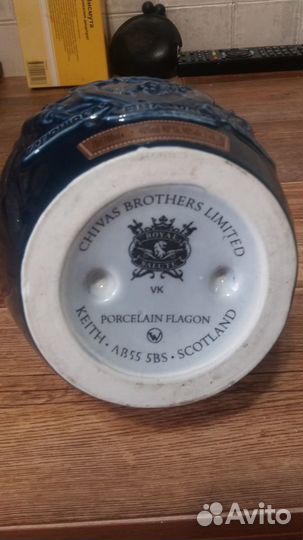 CHIVAS BROTHERS LIMITED
ROYAL
SALUTE
VK
PORCELAIN FLAGON
W
KEITH · AB55 5BS · SCOTLAND
Avito